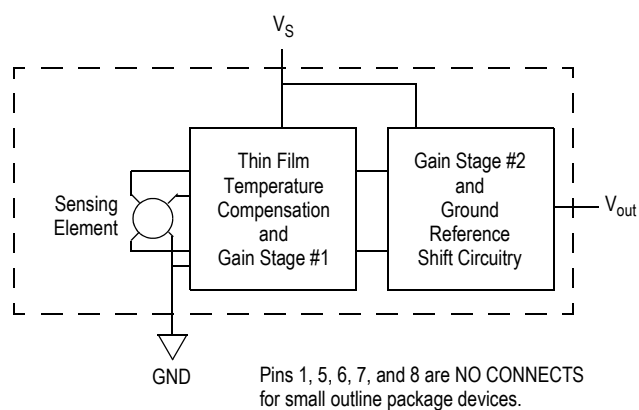 V_S
Thin Film
Temperature
Compensation
and
Gain Stage #1
Gain Stage #2
and
Ground
Reference
Shift Circuitry
Sensing
Element
V_out
GND
Pins 1, 5, 6, 7, and 8 are NO CONNECTS
for small outline package devices.